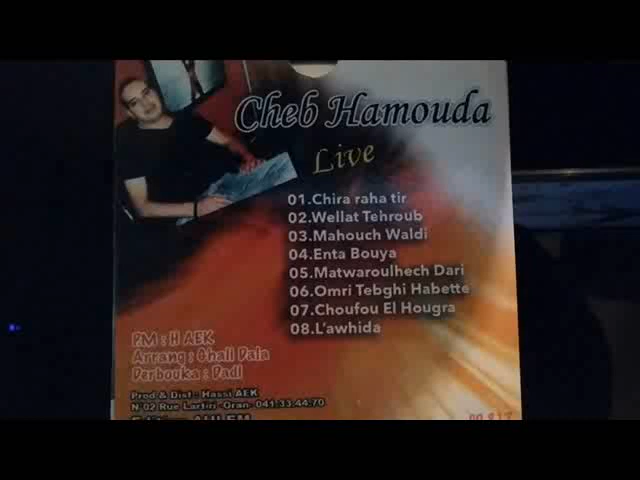 Cheb Hamouda
Live
01.Chira raha tir
02.Wellat Tehroub
03.Mahouch Waldi
04.Enta Bouya
05.Matwaroulhech Dari
06.Omri Tebghi Habette
07.Choufou El Hougra
08.L'awhida
P.M : H AEK
Arrang : Ghali Dala
Derbouka : Dadi
Prod & Dist - Hassi AEK
N°02 Rue Lartiri -Oran- 041.33.44.70